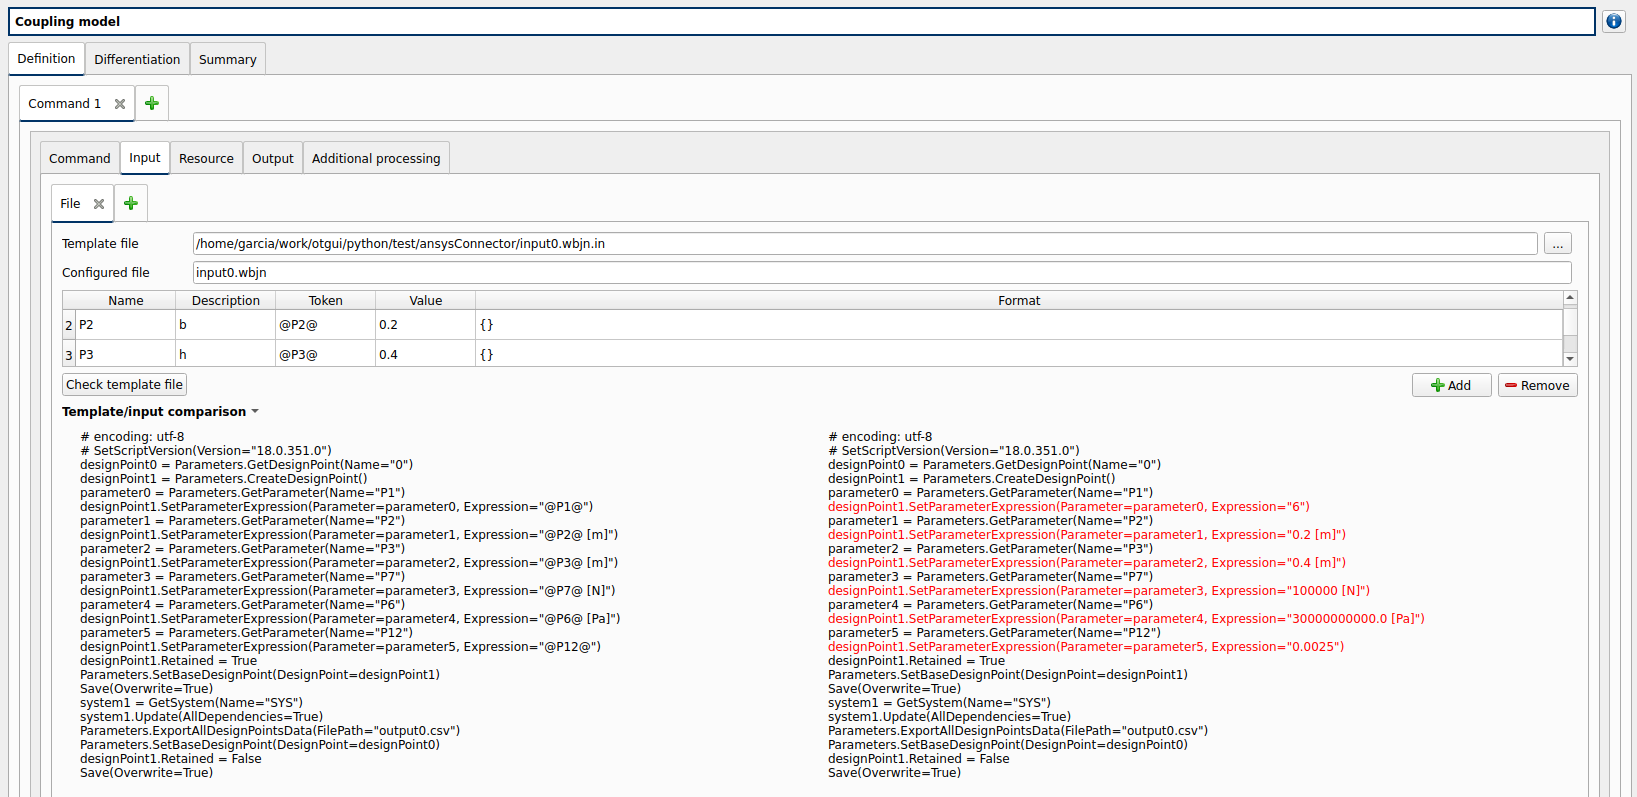 Coupling model
Definition Differentiation Summary
Command 1
Command Input Resource Output Additional processing
File
Template file /home/garcia/work/otgui/python/test/ansysConnector/input0.wbjn.in ...
Configured file input0.wbjn
Name Description Token Value Format
2 P2 b @P2@ 0.2 {}
3 P3 h @P3@ 0.4 {}
Check template file Add Remove
Template/input comparison
# encoding: utf-8
# SetScriptVersion(Version="18.0.351.0")
designPoint0 = Parameters.GetDesignPoint(Name="0")
designPoint1 = Parameters.CreateDesignPoint()
parameter0 = Parameters.GetParameter(Name="P1")
designPoint1.SetParameterExpression(Parameter=parameter0, Expression="@P1@")
parameter1 = Parameters.GetParameter(Name="P2")
designPoint1.SetParameterExpression(Parameter=parameter1, Expression="@P2@ [m]")
parameter2 = Parameters.GetParameter(Name="P3")
designPoint1.SetParameterExpression(Parameter=parameter2, Expression="@P3@ [m]")
parameter3 = Parameters.GetParameter(Name="P7")
designPoint1.SetParameterExpression(Parameter=parameter3, Expression="@P7@ [N]")
parameter4 = Parameters.GetParameter(Name="P6")
designPoint1.SetParameterExpression(Parameter=parameter4, Expression="@P6@ [Pa]")
parameter5 = Parameters.GetParameter(Name="P12")
designPoint1.SetParameterExpression(Parameter=parameter5, Expression="@P12@")
designPoint1.Retained = True
Parameters.SetBaseDesignPoint(DesignPoint=designPoint1)
Save(Overwrite=True)
system1 = GetSystem(Name="SYS")
system1.Update(AllDependencies=True)
Parameters.ExportAllDesignPointsData(FilePath="output0.csv")
Parameters.SetBaseDesignPoint(DesignPoint=designPoint0)
designPoint1.Retained = False
Save(Overwrite=True)
# encoding: utf-8
# SetScriptVersion(Version="18.0.351.0")
designPoint0 = Parameters.GetDesignPoint(Name="0")
designPoint1 = Parameters.CreateDesignPoint()
parameter0 = Parameters.GetParameter(Name="P1")
designPoint1.SetParameterExpression(Parameter=parameter0, Expression="6")
parameter1 = Parameters.GetParameter(Name="P2")
designPoint1.SetParameterExpression(Parameter=parameter1, Expression="0.2 [m]")
parameter2 = Parameters.GetParameter(Name="P3")
designPoint1.SetParameterExpression(Parameter=parameter2, Expression="0.4 [m]")
parameter3 = Parameters.GetParameter(Name="P7")
designPoint1.SetParameterExpression(Parameter=parameter3, Expression="100000 [N]")
parameter4 = Parameters.GetParameter(Name="P6")
designPoint1.SetParameterExpression(Parameter=parameter4, Expression="30000000000.0 [Pa]")
parameter5 = Parameters.GetParameter(Name="P12")
designPoint1.SetParameterExpression(Parameter=parameter5, Expression="0.0025")
designPoint1.Retained = True
Parameters.SetBaseDesignPoint(DesignPoint=designPoint1)
Save(Overwrite=True)
system1 = GetSystem(Name="SYS")
system1.Update(AllDependencies=True)
Parameters.ExportAllDesignPointsData(FilePath="output0.csv")
Parameters.SetBaseDesignPoint(DesignPoint=designPoint0)
designPoint1.Retained = False
Save(Overwrite=True)